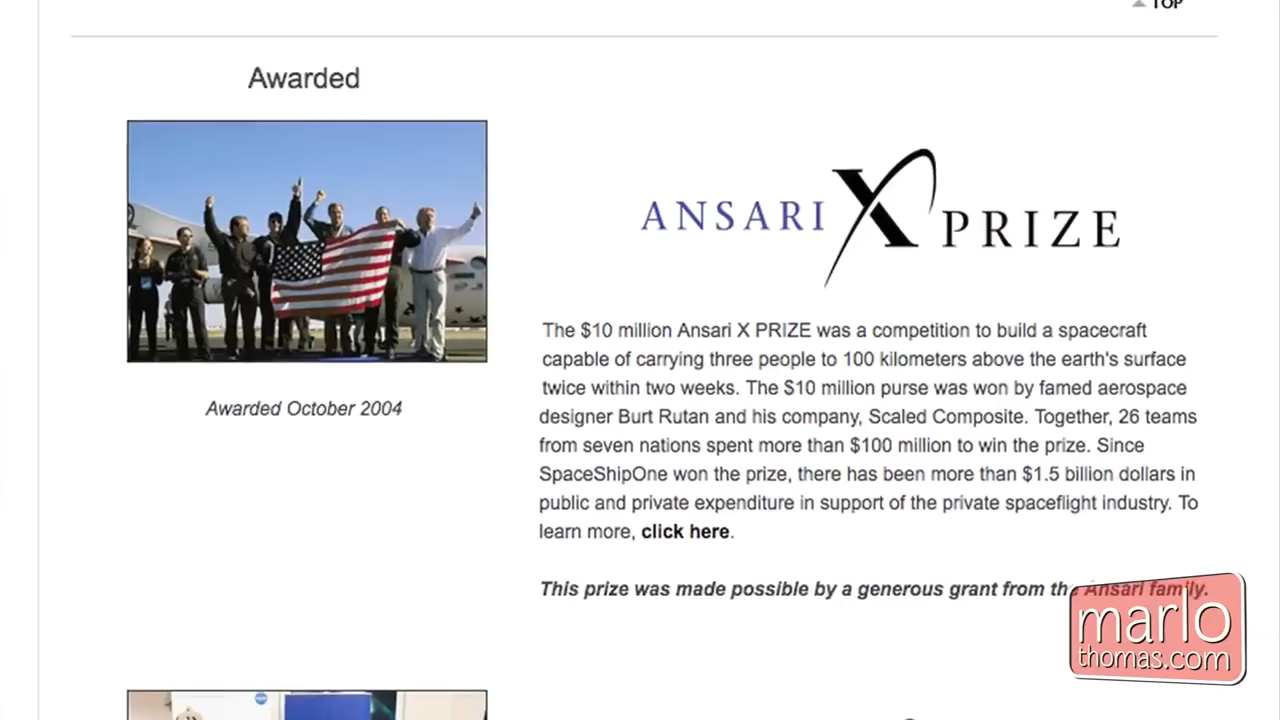 TOP
Awarded
ANSARI X PRIZE
The $10 million Ansari X PRIZE was a competition to build a spacecraft
capable of carrying three people to 100 kilometers above the earth's surface
twice within two weeks. The $10 million purse was won by famed aerospace
designer Burt Rutan and his company, Scaled Composite. Together, 26 teams
from seven nations spent more than $100 million to win the prize. Since
SpaceShipOne won the prize, there has been more than $1.5 billion dollars in
public and private expenditure in support of the private spaceflight industry. To
learn more, click here.
Awarded October 2004
This prize was made possible by a generous grant from the Ansari family.
marlo
thomas.com